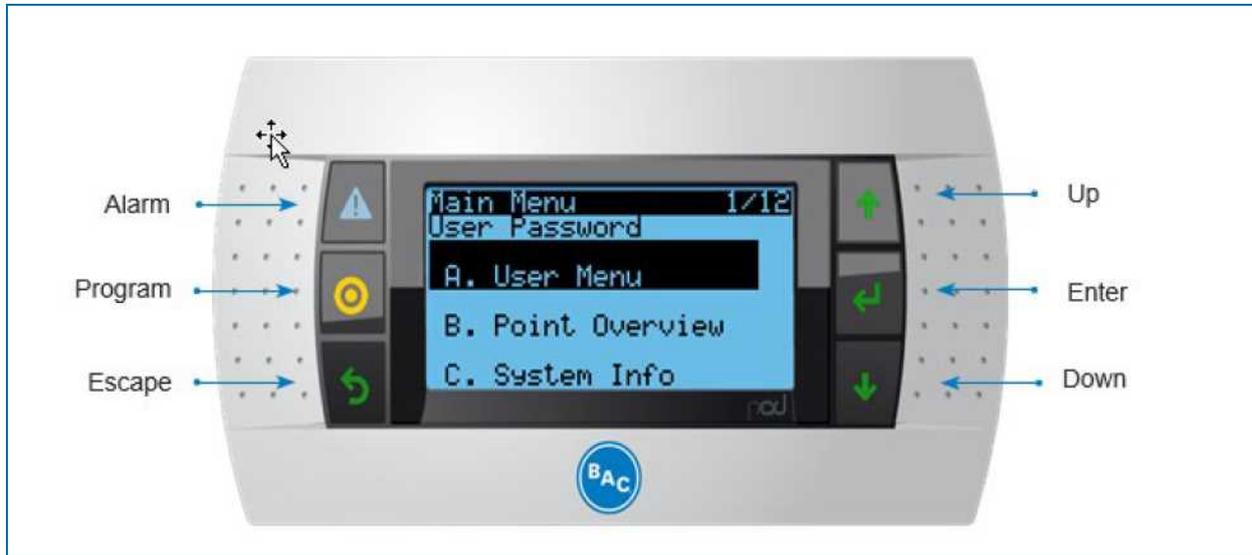 Alarm
Program
Escape
Main Menu 1/12
User Password
A. User Menu
B. Point Overview
C. System Info
BAC
Up
Enter
Down